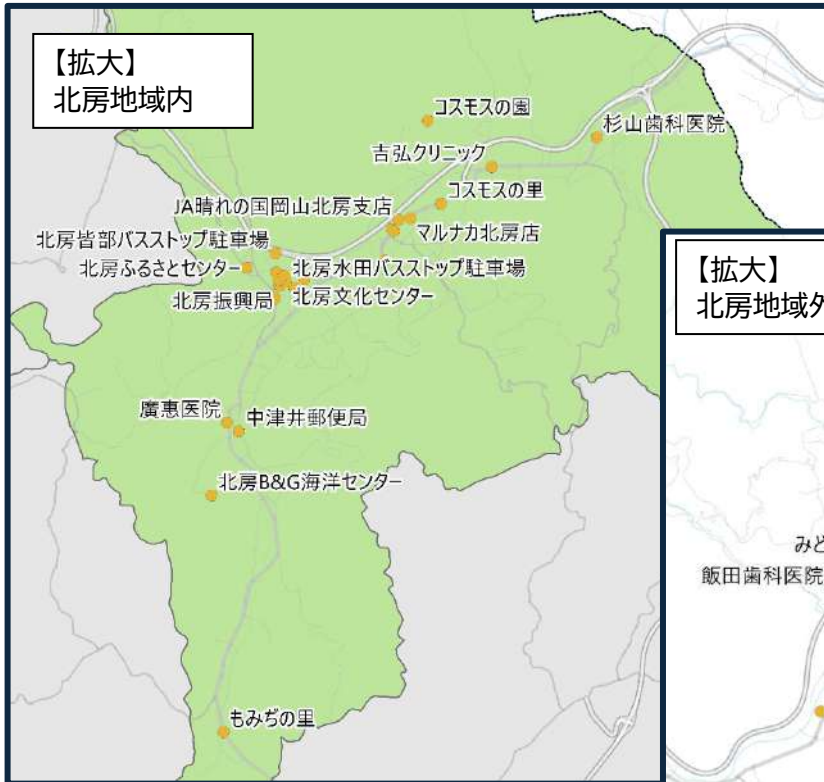 【拡大】
北房地域内
コスモスの園
杉山歯科医院
吉弘クリニック
コスモスの里
JA晴れの国岡山北房支店
マルナカ北房店
北房皆部バスストップ駐車場
北房ふるさとセンター
北房水田バスストップ駐車場
北房振興局
北房文化センター
廣恵医院
中津井郵便局
北房B&G海洋センター
もみぢの里
【拡大】
北房地域外
みど
飯田歯科医院